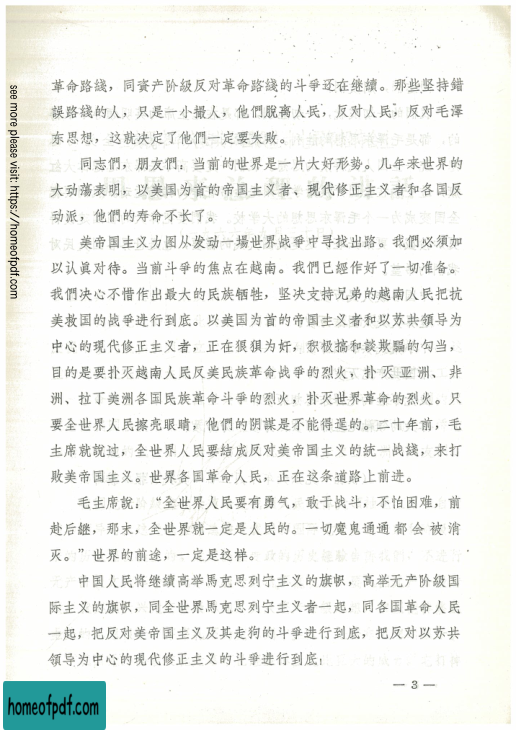 革命路綫，同资产阶級反对革命路綫的斗爭还在継續。那些坚持錯
誤路綫的人，只是一小撮人，他們脱离人民，反对人民，反对毛澤
东思想，这就决定了他們一定要失敗。
同志們，朋友們：当前的世界是一片大好形势。几年来世界的
大动蕩表明，以美国为首的帝国主义者、现代修正主义者和各国反
动派，他們的寿命不长了。
美帝国主义力图从发动一場世界战爭中寻找出路。我們必須加
以认真对待。当前斗爭的焦点在越南。我們已經作好了一切准备。
我們决心不惜作出最大的民族牺牲，坚决支持兄弟的越南人民把抗
美救国的战爭进行到底。以美国为首的帝国主义者和以苏共領导为
中心的现代修正主义者，正在狼狽为奸，积极搞和談欺騙的勾当，
目的是要扑灭越南人民反美民族革命战爭的烈火，扑灭亚洲、非
洲、拉丁美洲各国民族革命斗爭的烈火，扑灭世界革命的烈火。只
要全世界人民擦亮眼睛，他們的阴謀是不能得逞的。二十年前，毛
主席就説过，全世界人民要結成反对美帝国主义的統一战綫，来打
敗美帝国主义。世界各国革命人民，正在这条道路上前进。
毛主席説：“全世界人民要有勇气，敢于战斗，不怕困难，前
赴后継，那末，全世界就一定是人民的。一切魔鬼通通都会被消
灭。”世界的前途，一定是这样。
中国人民将継續高举馬克思列宁主义的旗帜，高举无产阶級国
际主义的旗帜，同全世界馬克思列宁主义者一起，同各国革命人民
一起，把反对美帝国主义及其走狗的斗爭进行到底，把反对以苏共
領导为中心的现代修正主义的斗爭进行到底！
— 3 —
see more please visit: https://homeofpdf.com
homeofpdf.com